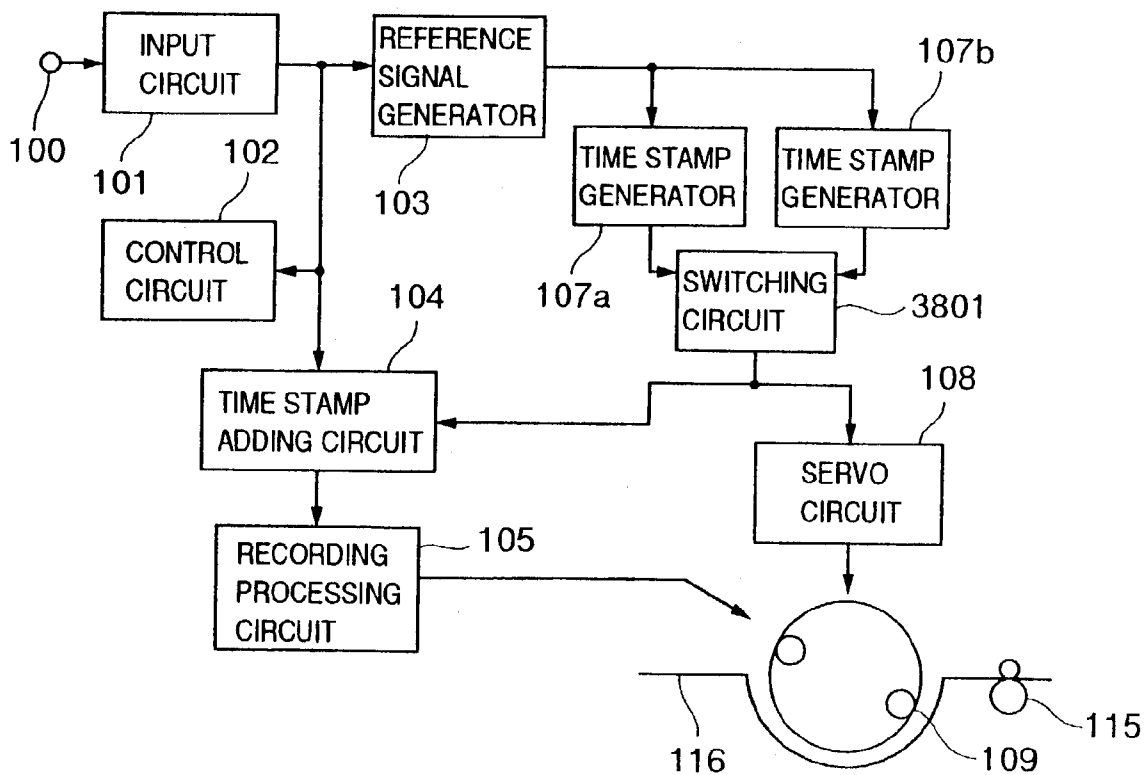 INPUT
CIRCUIT
REFERENCE
SIGNAL
GENERATOR
107b
100
101
102
103
TIME STAMP
GENERATOR
TIME STAMP
GENERATOR
CONTROL
CIRCUIT
107a
SWITCHING
CIRCUIT
3801
104
TIME STAMP
ADDING CIRCUIT
108
SERVO
CIRCUIT
RECORDING
PROCESSING
CIRCUIT
105
116
109
115